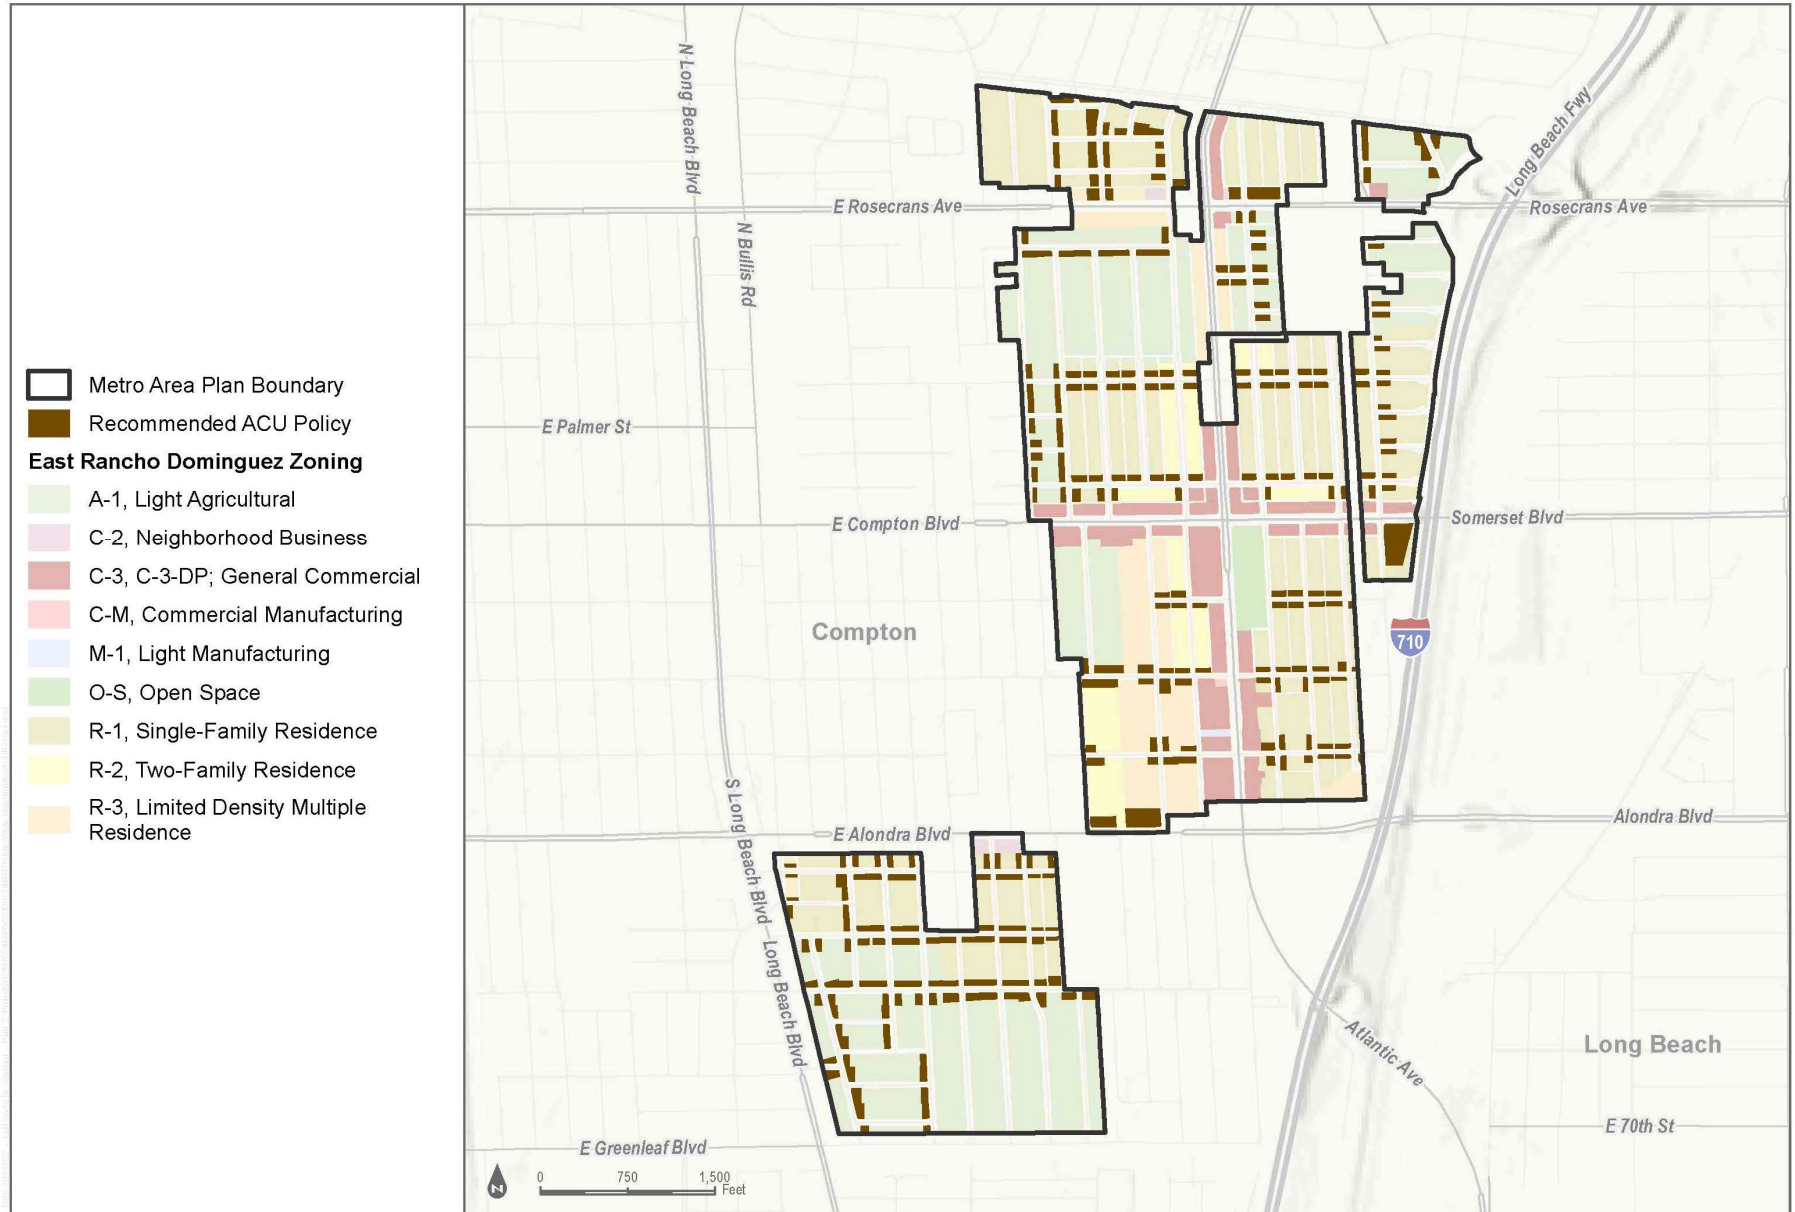 Metro Area Plan Boundary
Recommended ACU Policy
East Rancho Dominguez Zoning
A-1, Light Agricultural
C-2, Neighborhood Business
C-3, C-3-DP; General Commercial
C-M, Commercial Manufacturing
M-1, Light Manufacturing
O-S, Open Space
R-1, Single-Family Residence
R-2, Two-Family Residence
R-3, Limited Density Multiple
Residence
N Long Beach Blvd
N Bullis Rd
Long Beach Fwy
E Rosecrans Ave
Rosecrans Ave
E Palmer St
E Compton Blvd
Somerset Blvd
Compton
710
S Long Beach Blvd
Long Beach Blvd
E Alondra Blvd
Alondra Blvd
Atlantic Ave
Long Beach
E 70th St
E Greenleaf Blvd
N
0 750 1,500
Feet